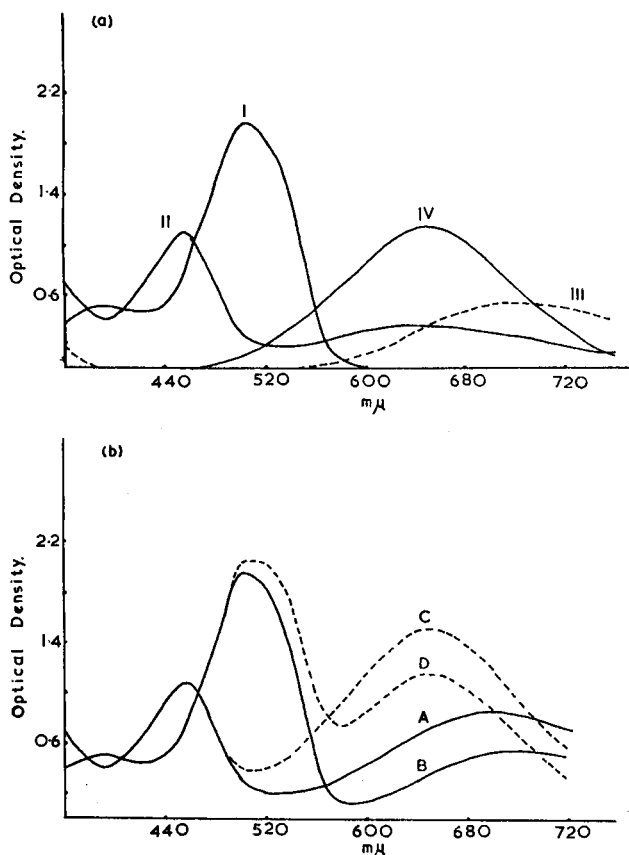 (a)
Optical Density.
2·2
1·4
0·6
I
II
IV
III
440
520
600
680
720
mμ
(b)
Optical Density.
2·2
1·4
0·6
C
D
A
B
440
520
600
680
720
mμ